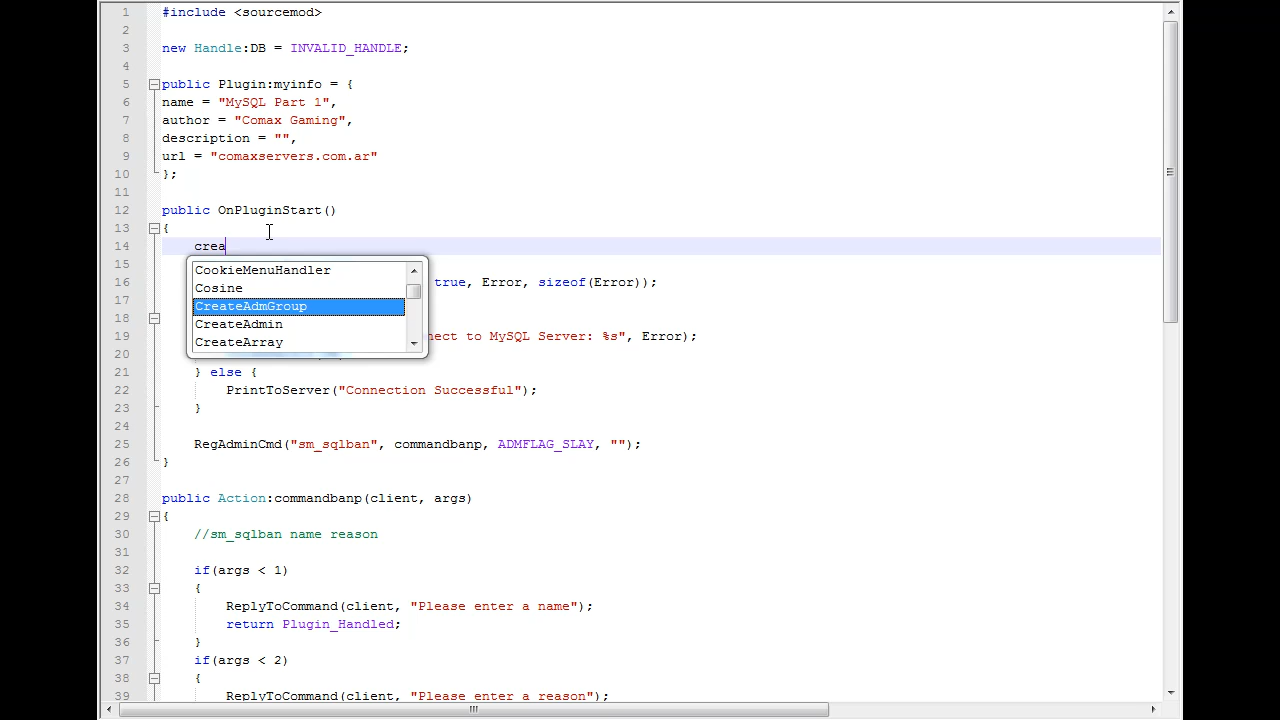 1 #include <sourcemod>
2
3 new Handle:DB = INVALID_HANDLE;
4
5 public Plugin:myinfo = {
6 name = "MySQL Part 1",
7 author = "Comax Gaming",
8 description = "",
9 url = "comaxservers.com.ar"
10 };
11
12 public OnPluginStart()
13 {
14 crea
15
CookieMenuHandler
16 true, Error, sizeof(Error));
Cosine
17
CreateAdmGroup
18
CreateAdmin
19 nect to MySQL Server: %s", Error);
CreateArray
20
21 } else {
22 PrintToServer("Connection Successful");
23 }
24
25 RegAdminCmd("sm_sqlban", commandbanp, ADMFLAG_SLAY, "");
26 }
27
28 public Action:commandbanp(client, args)
29 {
30 //sm_sqlban name reason
31
32 if(args < 1)
33 {
34 ReplyToCommand(client, "Please enter a name");
35 return Plugin_Handled;
36 }
37 if(args < 2)
38 {
39 ReplyToCommand(client, "Please enter a reason");